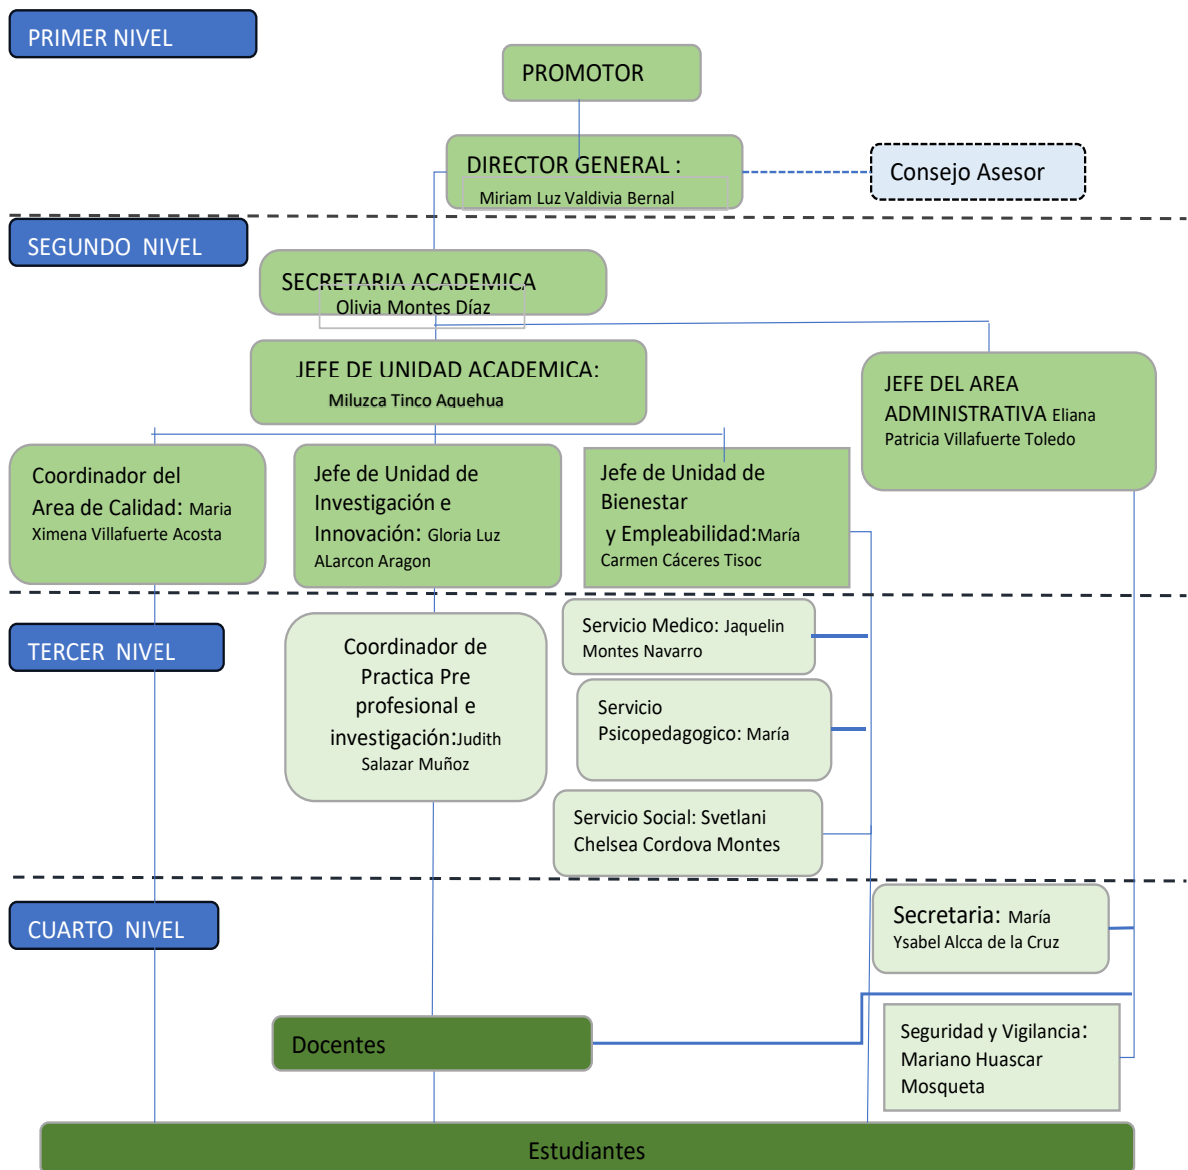 PRIMER NIVEL
PROMOTOR
DIRECTOR GENERAL :
Miriam Luz Valdivia Bernal
Consejo Asesor
SEGUNDO NIVEL
SECRETARIA ACADEMICA
Olivia Montes Díaz
JEFE DE UNIDAD ACADEMICA:
Miluzca Tinco Aquehua
JEFE DEL AREA
ADMINISTRATIVA Eliana
Patricia Villafuerte Toledo
Coordinador del
Area de Calidad: Maria
Ximena Villafuerte Acosta
Jefe de Unidad de
Investigación e
Innovación: Gloria Luz
ALarcon Aragon
Jefe de Unidad de
Bienestar
y Empleabilidad:María
Carmen Cáceres Tisoc
TERCER NIVEL
Coordinador de
Practica Pre
profesional e
investigación:Judith
Salazar Muñoz
Servicio Medico: Jaquelin
Montes Navarro
Servicio
Psicopedagogico: María
Servicio Social: Svetlani
Chelsea Cordova Montes
CUARTO NIVEL
Secretaria: María
Ysabel Alcca de la Cruz
Docentes
Seguridad y Vigilancia:
Mariano Huascar
Mosqueta
Estudiantes